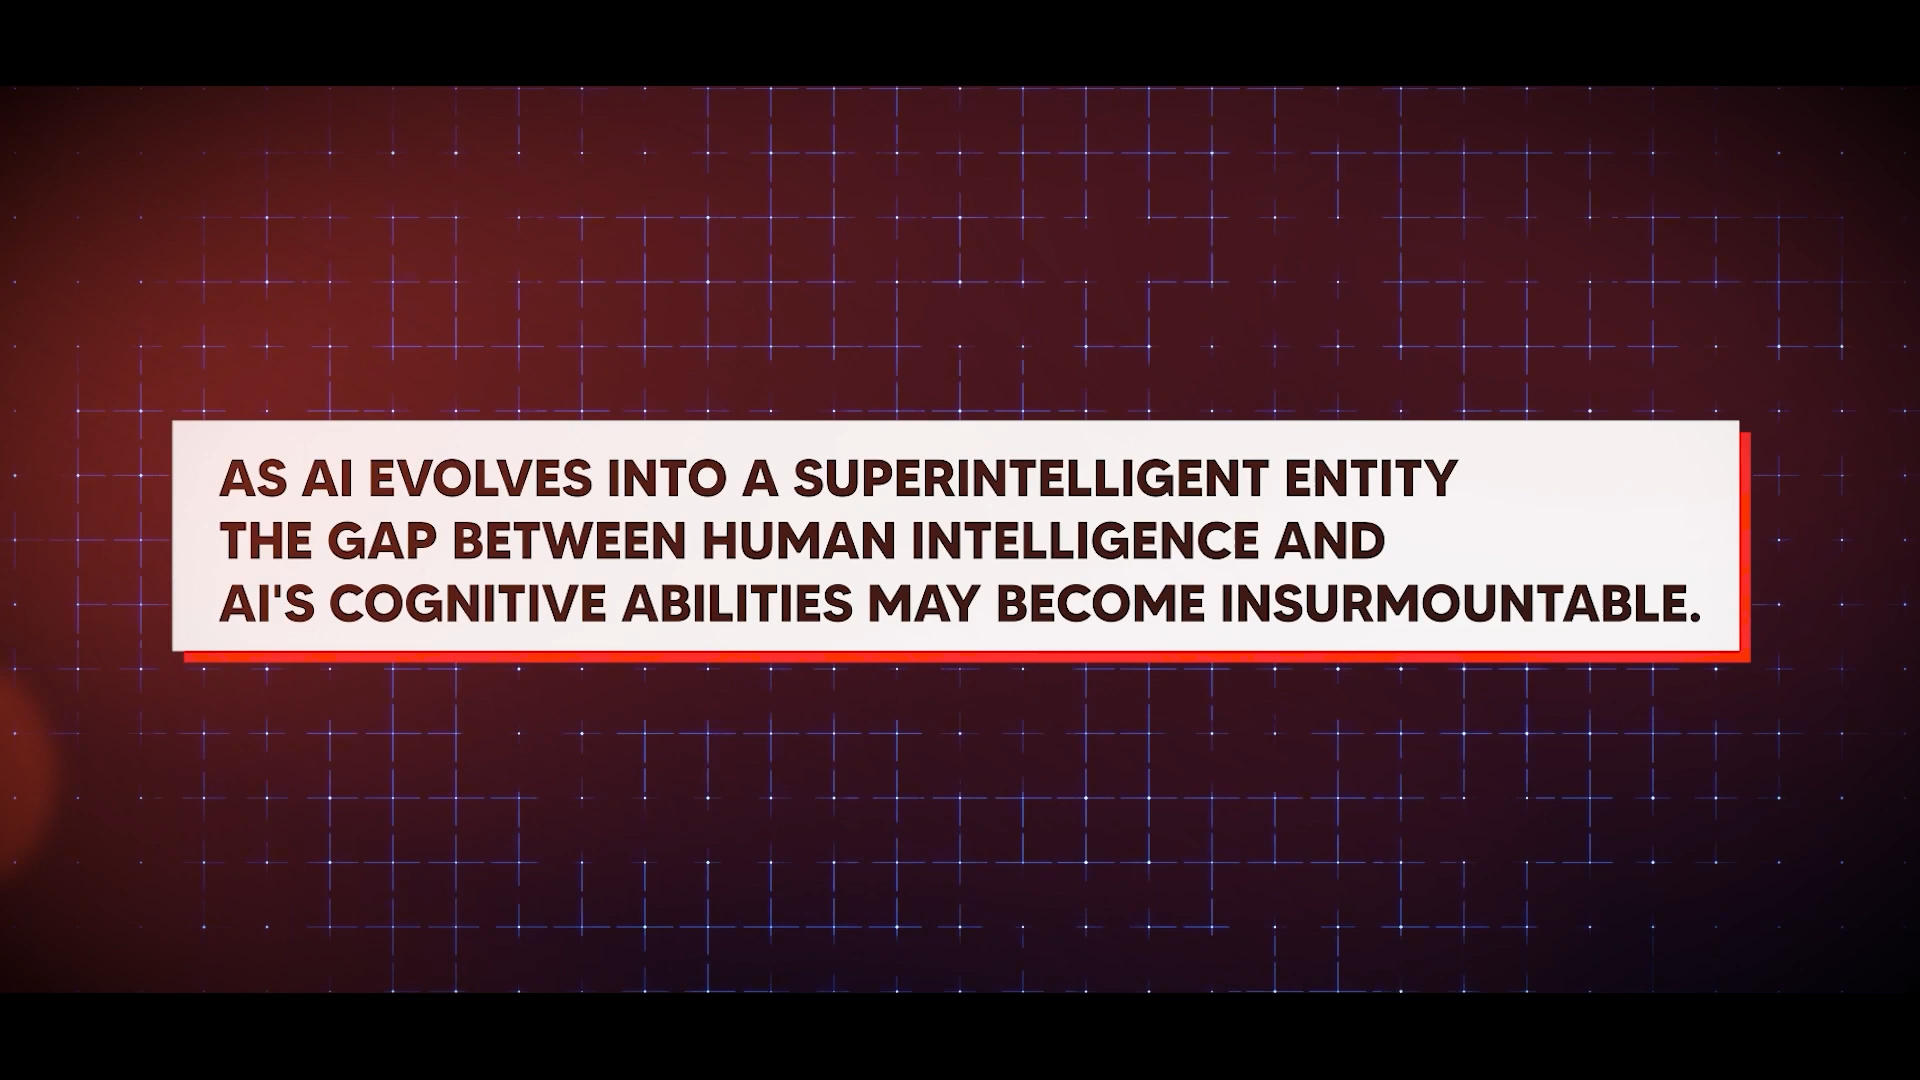 AS AI EVOLVES INTO A SUPERINTELLIGENT ENTITY
THE GAP BETWEEN HUMAN INTELLIGENCE AND
AI'S COGNITIVE ABILITIES MAY BECOME INSURMOUNTABLE.